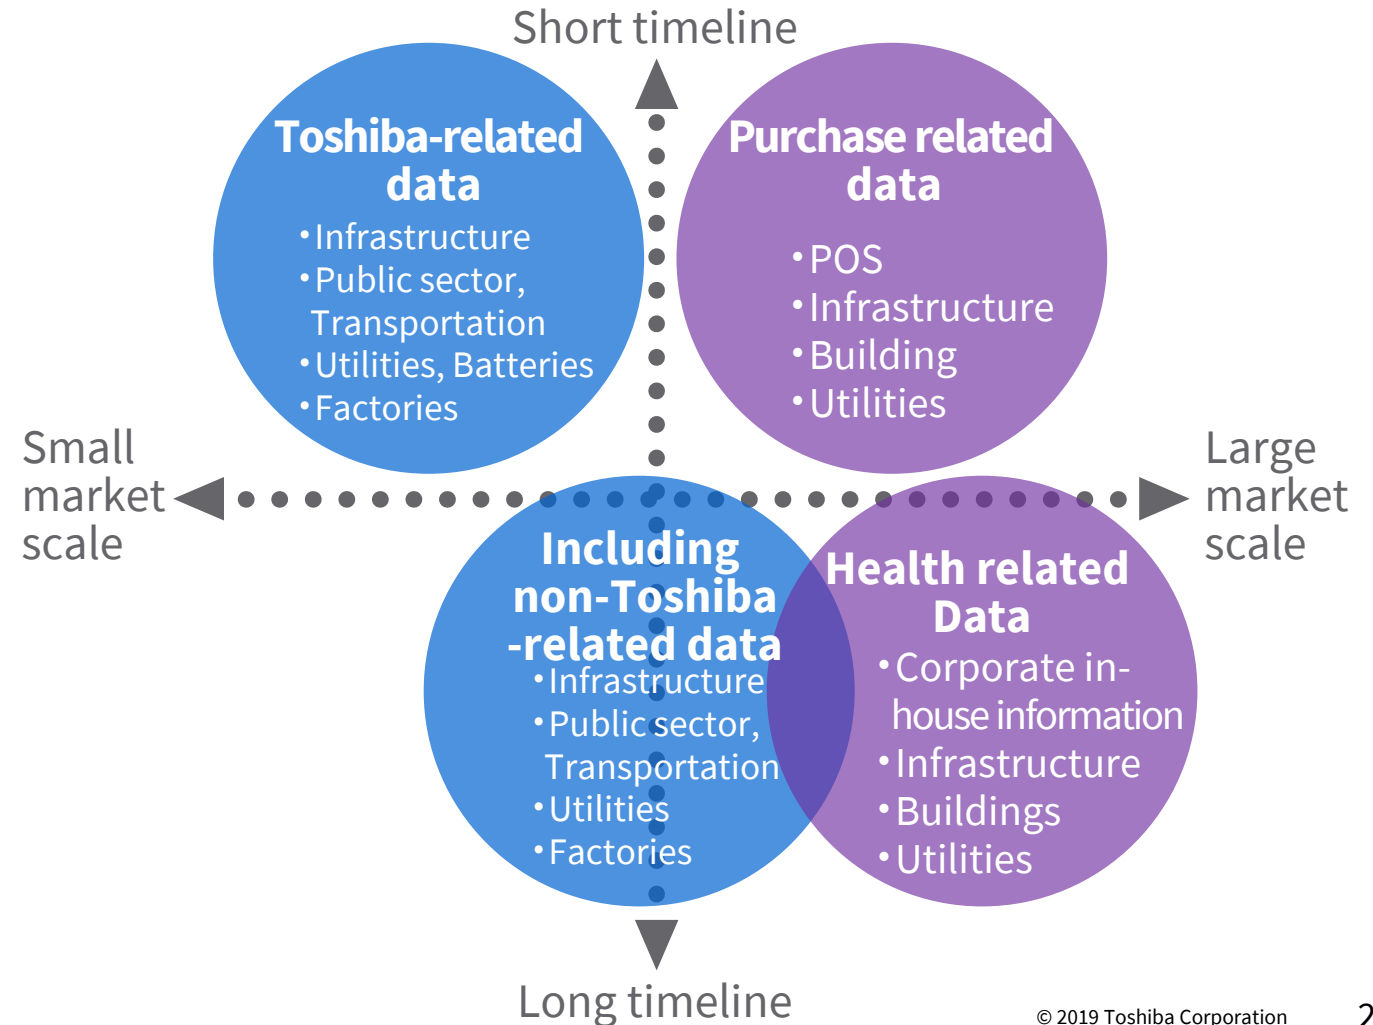 Short timeline
Toshiba-related
data
•Infrastructure
•Public sector,
Transportation
•Utilities, Batteries
•Factories
Purchase related
data
•POS
•Infrastructure
•Building
•Utilities
Small
market
scale
Large
market
scale
Including
non-Toshiba
-related data
•Infrastructure
•Public sector,
Transportation
•Utilities
•Factories
Health related
Data
•Corporate in-
house information
•Infrastructure
•Buildings
•Utilities
Long timeline
© 2019 Toshiba Corporation
2